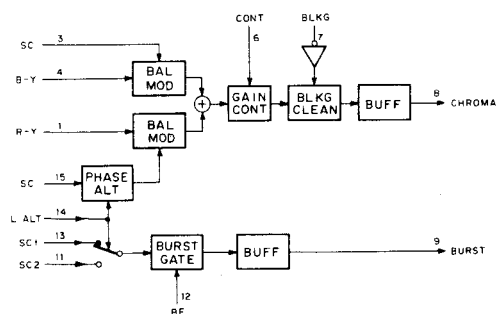 CONT
BLKG
SC 3
6
7
B-Y 4
BAL MOD
GAIN CONT
BLKG CLEAN
BUFF
8 CHROMA
+
R-Y 1
BAL MOD
SC 15
PHASE ALT
L ALT 14
SC1 13
SC2 11
BURST GATE
BUFF
9 BURST
12